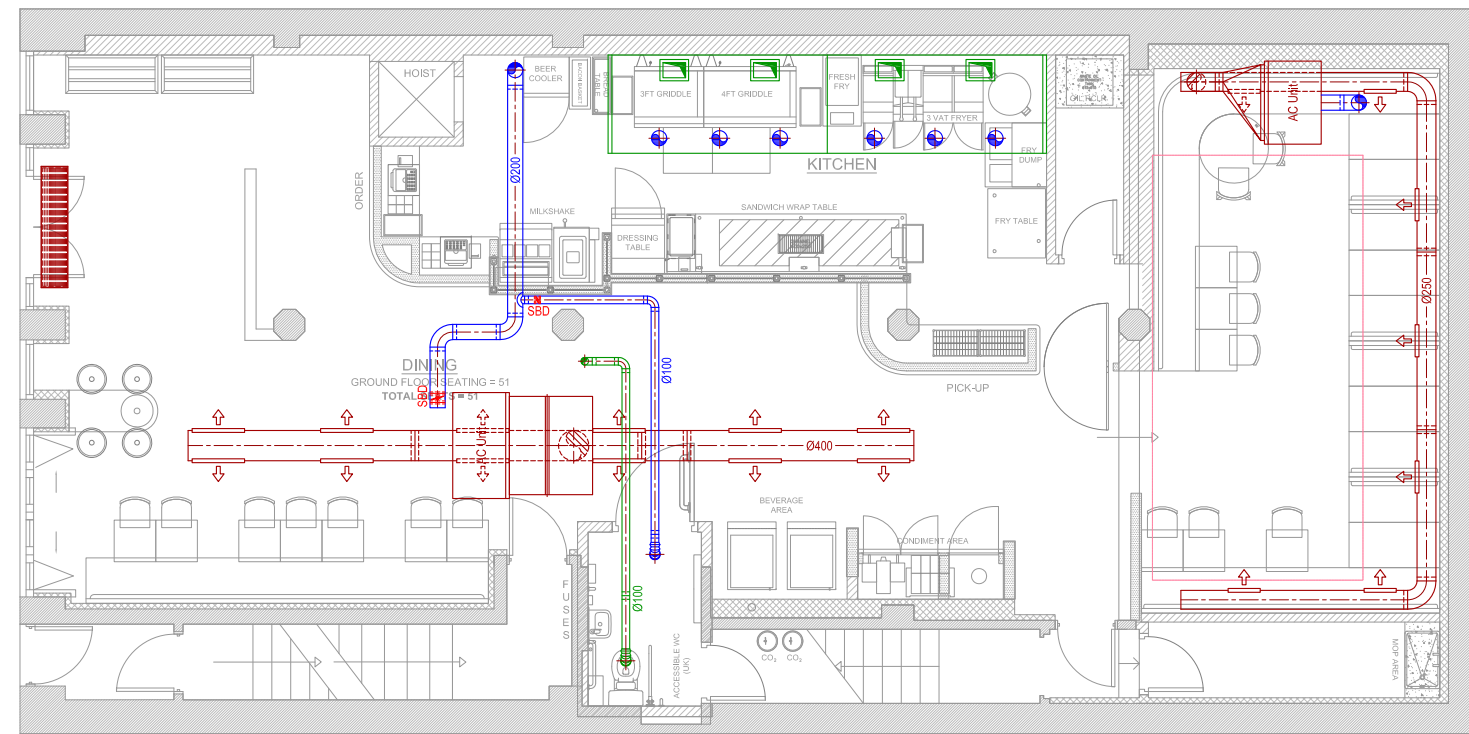 HOIST
BEER
COOLER
BACON BASKET
BREAD
TABLE
3FT GRIDDLE
4FT GRIDDLE
FRESH
FRY
3 VAT FRYER
FRY
DUMP
FRY TABLE
KITCHEN
AC Unit
Ø200
ORDER
MILKSHAKE
DRESSING
TABLE
SANDWICH WRAP TABLE
SBD
Ø250
DINING
GROUND FLOOR SEATING = 51
SBD
Ø100
PICK-UP
AC Unit
Ø400
BEVERAGE
AREA
CONDIMENT AREA
FUSES
Ø100
ACCESSIBLE WC
(UK)
CO₂
CO₂
MOP AREA